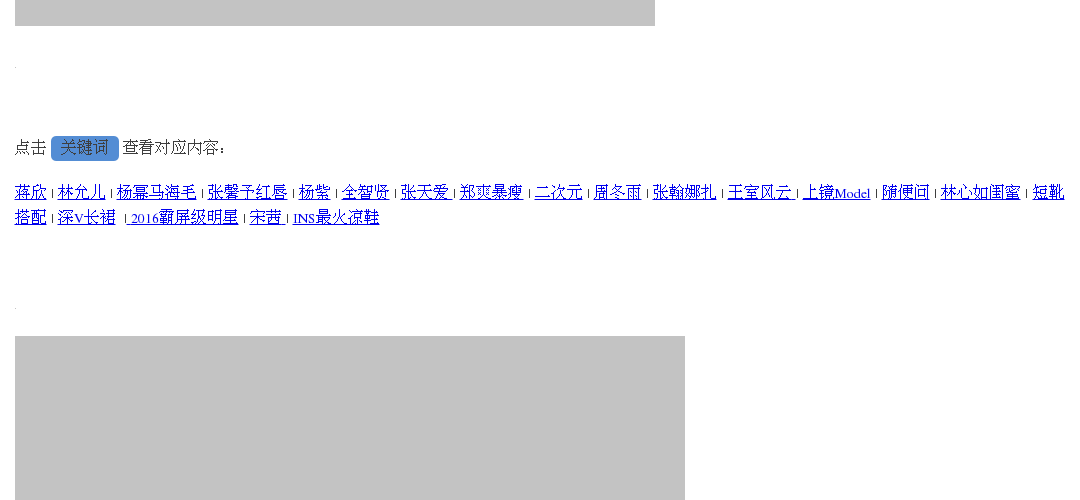 点击 关键词 查看对应内容：
蒋欣 | 林允儿 | 杨幂马海毛 | 张馨予红唇 | 杨紫 | 全智贤 | 张天爱 | 郑爽暴瘦 | 二次元 | 周冬雨 | 张翰娜扎 | 王室风云 | 上镜Model | 随便问 | 林心如闺蜜 | 短靴
搭配 | 深V长裙 | 2016霸屏级明星 | 宋茜 | INS最火凉鞋